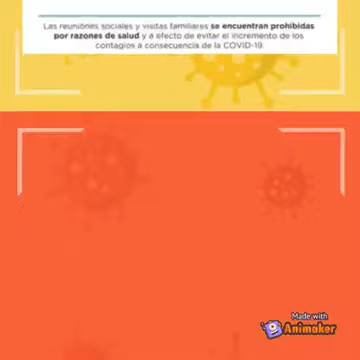 Las reuniones sociales y visitas familiares se encuentran prohibidas
por razones de salud y a efecto de evitar el incremento de los
contagios a consecuencia de la COVID-19.
Made with
Animaker